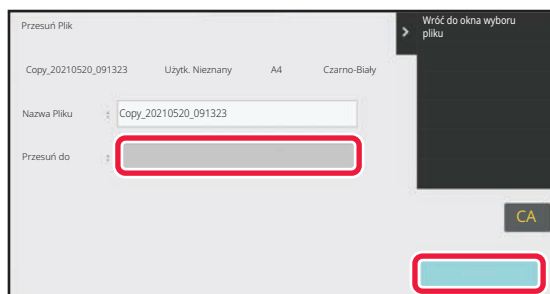 Przesuń Plik
Wróć do okna wyboru
pliku
Copy_20210520_091323 Użytk. Nieznany A4 Czarno-Biały
Nazwa Pliku : Copy_20210520_091323
Przesuń do :
CA